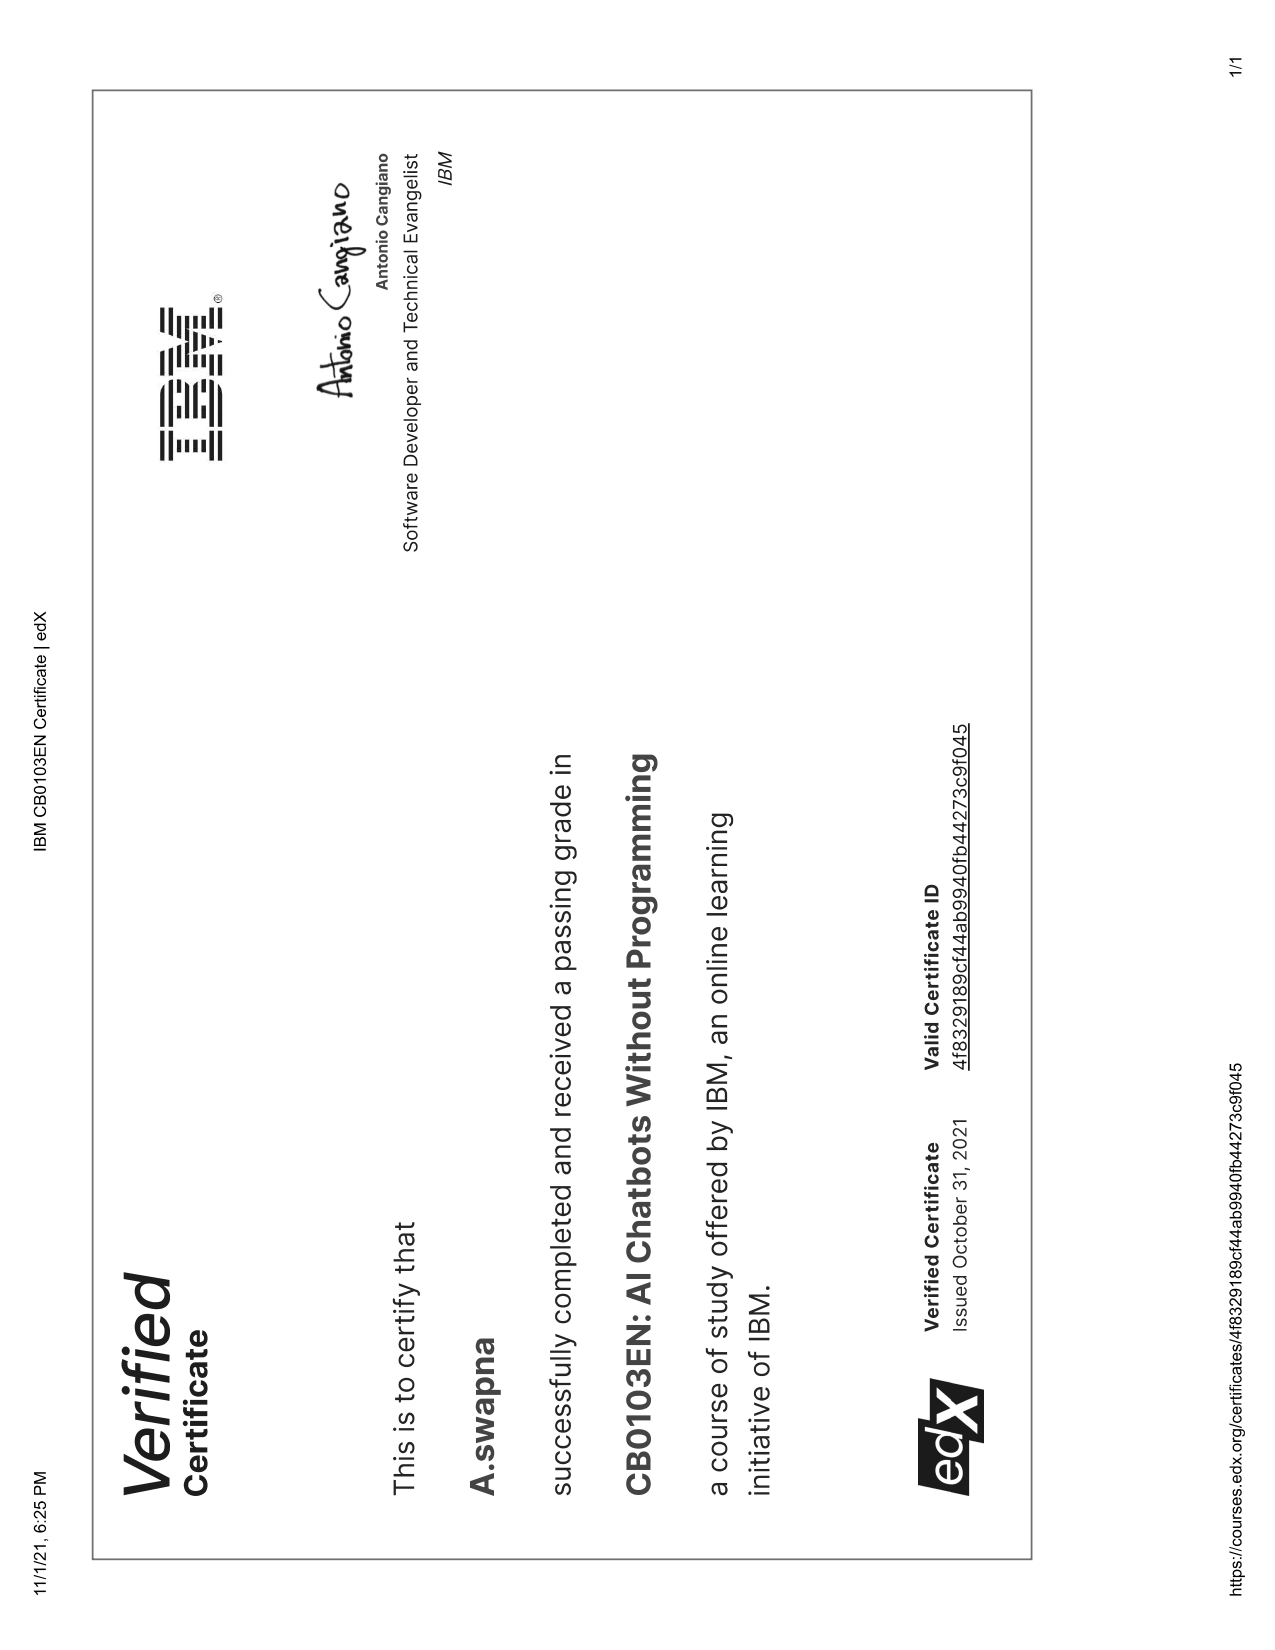 11/1/21, 6:25 PM
IBM CB0103EN Certificate | edX
Verified
Certificate
IBM®
Antonio Cangiano
Antonio Cangiano
Software Developer and Technical Evangelist
IBM
This is to certify that
A.swapna
successfully completed and received a passing grade in
CB0103EN: AI Chatbots Without Programming
a course of study offered by IBM, an online learning
initiative of IBM.
edX
Verified Certificate
Issued October 31, 2021
Valid Certificate ID
4f8329189cf44ab9940fb44273c9f045
https://courses.edx.org/certificates/4f8329189cf44ab9940fb44273c9f045
1/1